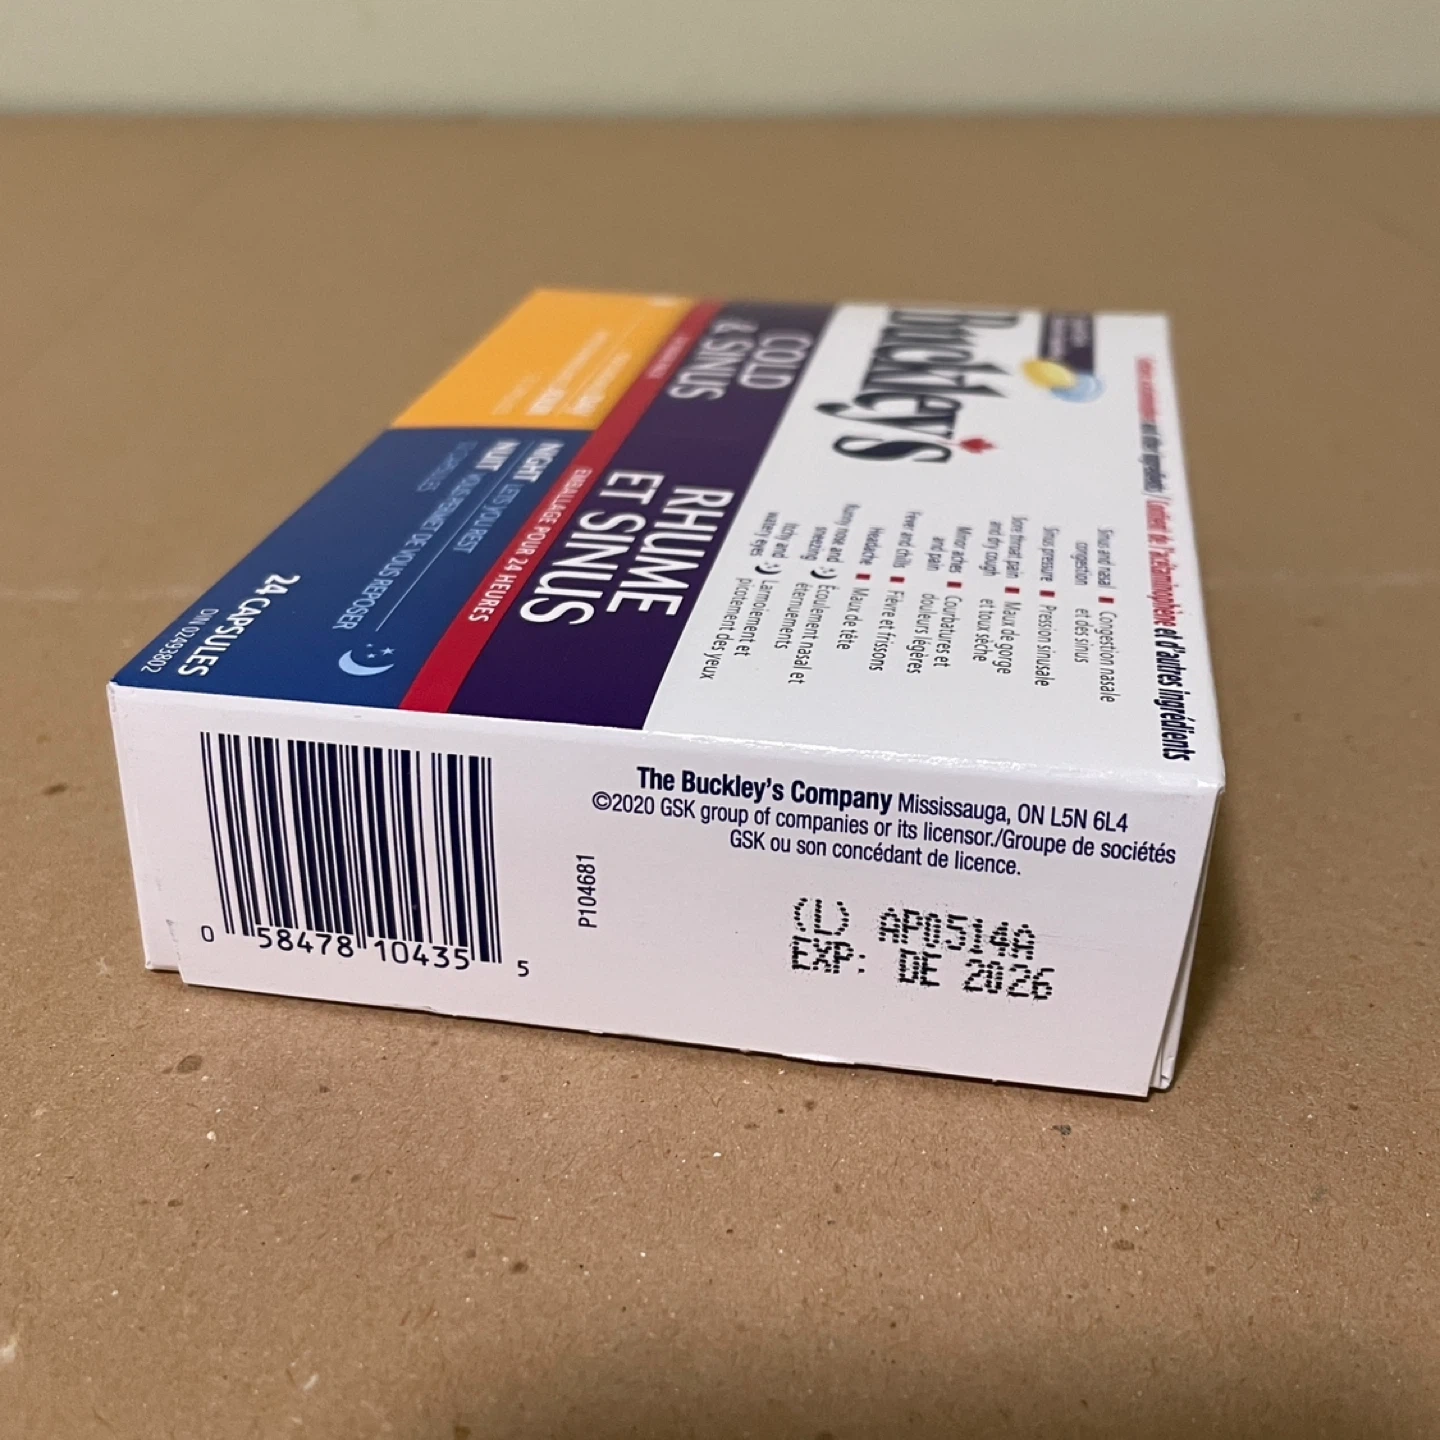 Buckley's
COLD
& SINUS
RHUME
ET SINUS
EMBALLAGE POUR 24 HEURES
NIGHT LETS YOU REST
NUIT VOUS PERMET DE VOUS REPOSER
24 CAPSULES
DIN 02493802
et d'autres ingrédients
Sinus and nasal
congestion
Congestion nasale
et des sinus
Sinus pressure
Pression sinusale
Sore throat pain
and dry cough
Maux de gorge
et toux sèche
Minor aches
and pain
Courbatures et
douleurs légères
Fever and chills
Fièvre et frissons
Headache
Maux de tête
Runny nose and
sneezing
Écoulement nasal et
éternuements
Itchy and
watery eyes
Larmoiement et
picotement des yeux
The Buckley's Company Mississauga, ON L5N 6L4
©2020 GSK group of companies or its licensor./Groupe de sociétés
GSK ou son concédant de licence.
P104681
(L) AP0514A
EXP: DE 2026
0 58478 10435 5